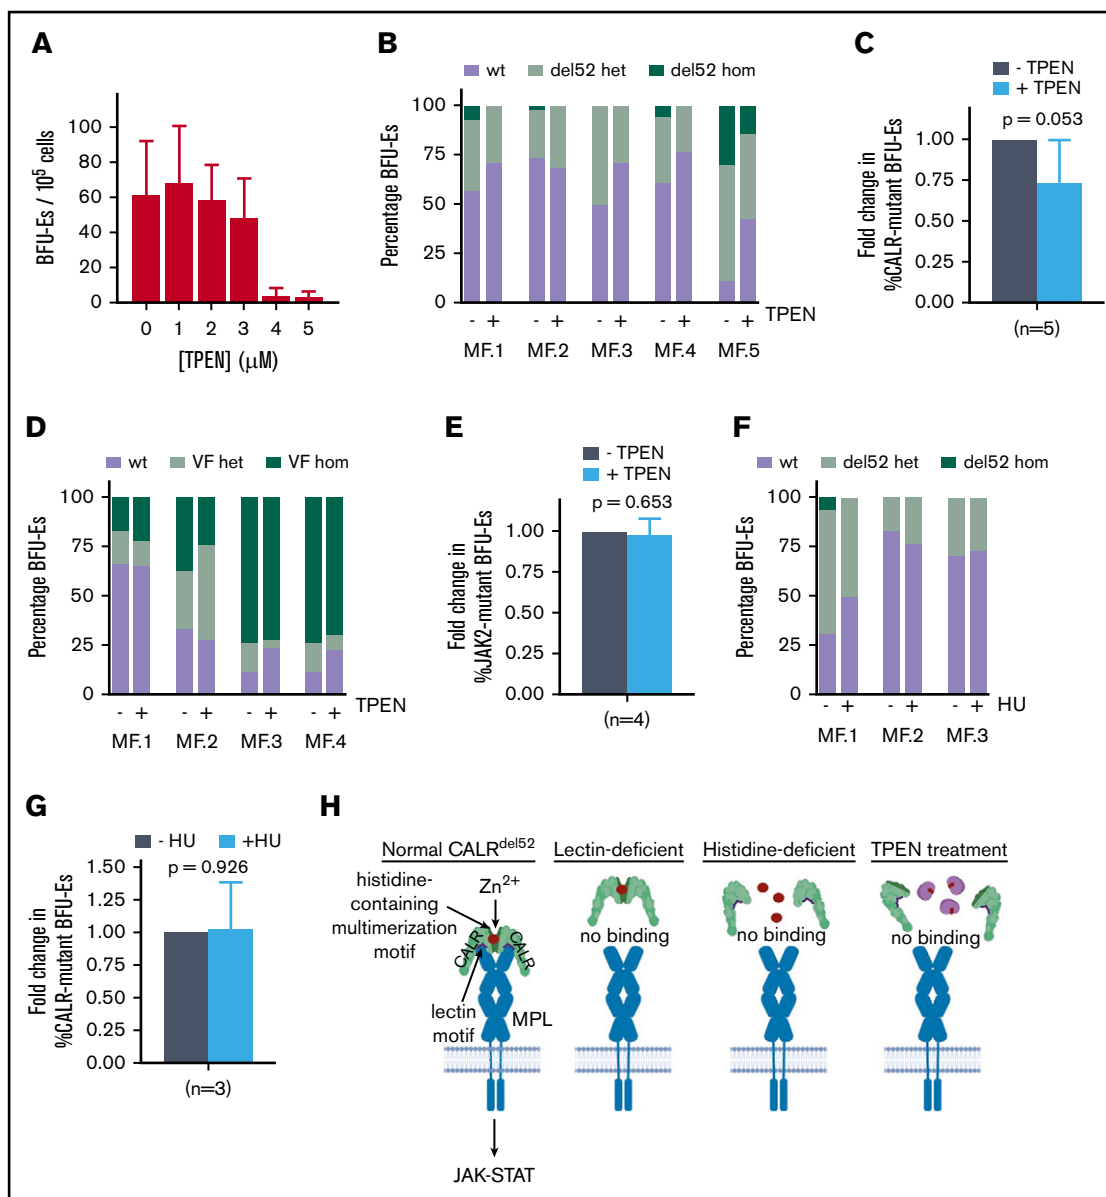 A
BFU-Es / 10⁵ cells
100
80
60
40
20
0
0 1 2 3 4 5
[TPEN] (μM)
B
wt del52 het del52 hom
Percentage BFU-Es
100
75
50
25
0
- + - + - + - + - + TPEN
MF.1 MF.2 MF.3 MF.4 MF.5
C
- TPEN
+ TPEN
p = 0.053
Fold change in
%CALR-mutant BFU-Es
1.00
0.75
0.50
0.25
0.00
(n=5)
D
wt VF het VF hom
Percentage BFU-Es
100
75
50
25
0
- + - + - + - + TPEN
MF.1 MF.2 MF.3 MF.4
E
- TPEN
+ TPEN
p = 0.653
Fold change in
%JAK2-mutant BFU-Es
1.00
0.75
0.50
0.25
0.00
(n=4)
F
wt del52 het del52 hom
Percentage BFU-Es
100
75
50
25
0
- + - + - + HU
MF.1 MF.2 MF.3
G
- HU +HU
p = 0.926
Fold change in
%CALR-mutant BFU-Es
1.50
1.25
1.00
0.75
0.50
0.25
0.00
(n=3)
H
Normal CALRᵈᵉˡ⁵² Lectin-deficient Histidine-deficient TPEN treatment
histidine-
containing
multimerization
motif
Zn²⁺
CALR CALR
lectin
motif
MPL
no binding no binding no binding
JAK-STAT